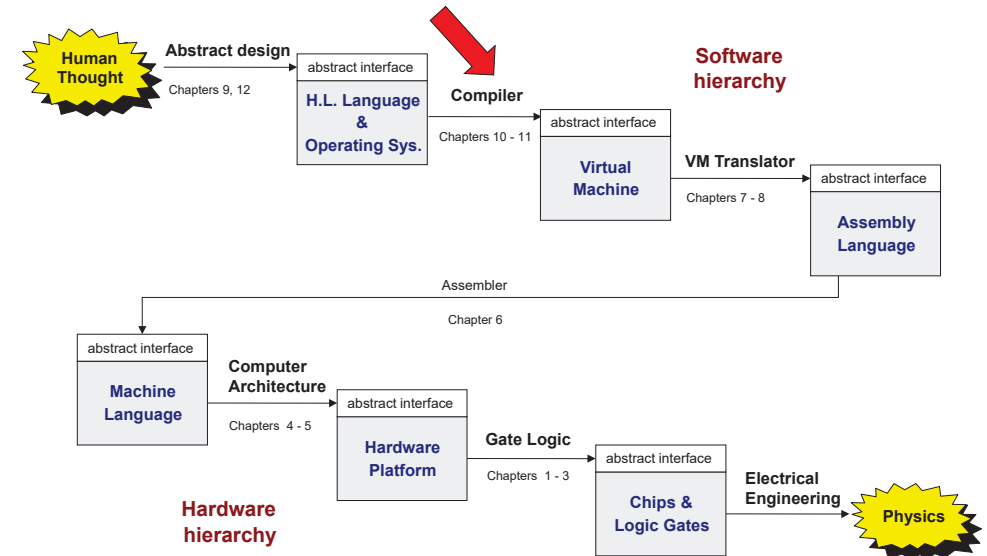 Human
Thought
Abstract design
Chapters 9, 12
abstract interface
H.L. Language
&
Operating Sys.
Compiler
Chapters 10 - 11
Software
hierarchy
abstract interface
Virtual
Machine
VM Translator
Chapters 7 - 8
abstract interface
Assembly
Language
Assembler
Chapter 6
abstract interface
Machine
Language
Computer
Architecture
Chapters 4 - 5
abstract interface
Hardware
Platform
Gate Logic
Chapters 1 - 3
abstract interface
Chips &
Logic Gates
Electrical
Engineering
Physics
Hardware
hierarchy